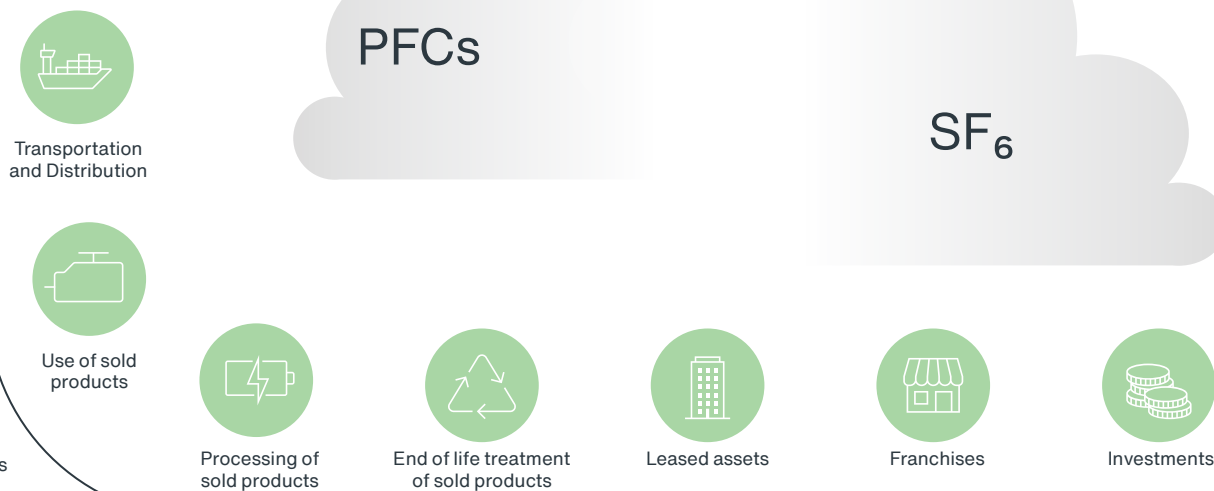 PFCs
SF₆
Transportation
and Distribution
Use of sold
products
s
Processing of
sold products
End of life treatment
of sold products
Leased assets
Franchises
Investments